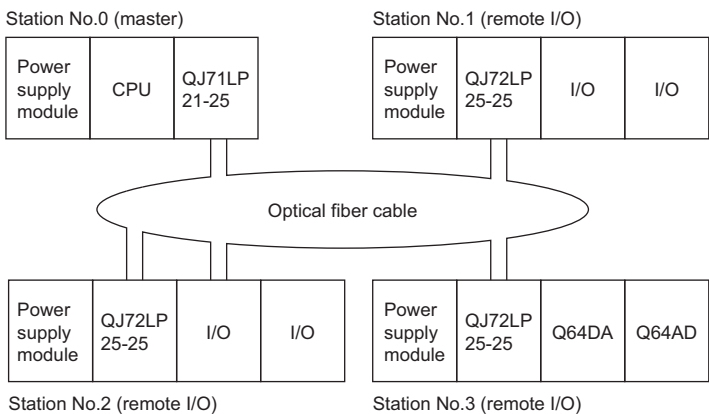 Station No.0 (master)
Power
supply
module
CPU
QJ71LP
21-25
Station No.1 (remote I/O)
Power
supply
module
QJ72LP
25-25
I/O
I/O
Optical fiber cable
Power
supply
module
QJ72LP
25-25
I/O
I/O
Station No.2 (remote I/O)
Power
supply
module
QJ72LP
25-25
Q64DA
Q64AD
Station No.3 (remote I/O)